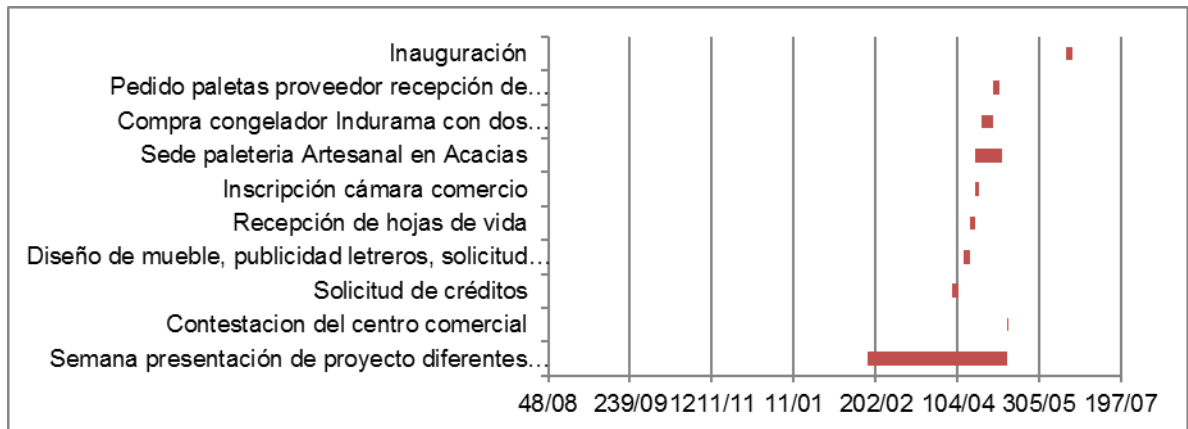 Inauguración
Pedido paletas proveedor recepción de...
Compra congelador Indurama con dos...
Sede paleteria Artesanal en Acacias
Inscripción cámara comercio
Recepción de hojas de vida
Diseño de mueble, publicidad letreros, solicitud...
Solicitud de créditos
Contestacion del centro comercial
Semana presentación de proyecto diferentes...
48/08 239/09 1211/11 11/01 202/02 104/04 305/05 197/07